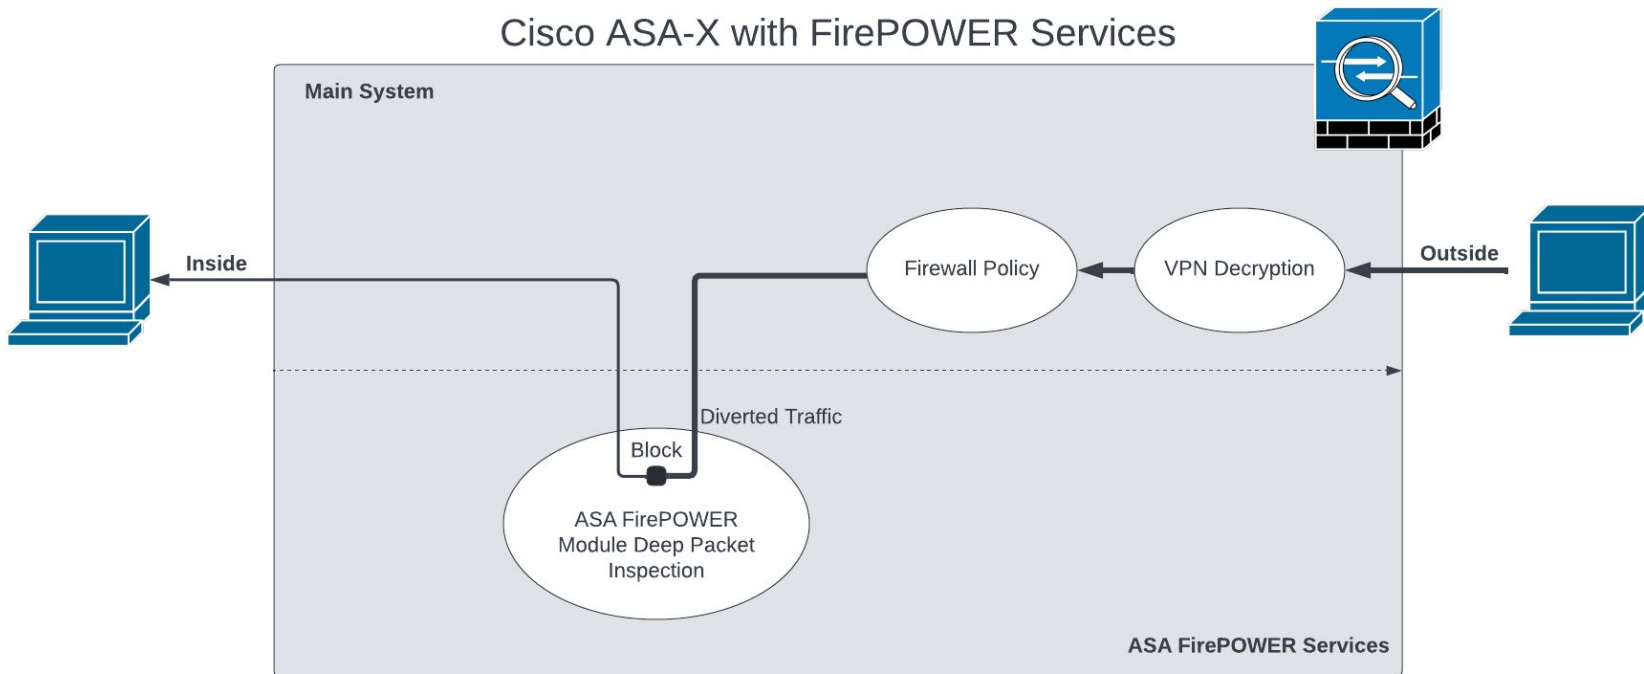 Cisco ASA-X with FirePOWER Services
Main System
Inside
Firewall Policy
VPN Decryption
Outside
Diverted Traffic
Block
ASA FirePOWER
Module Deep Packet
Inspection
ASA FirePOWER Services